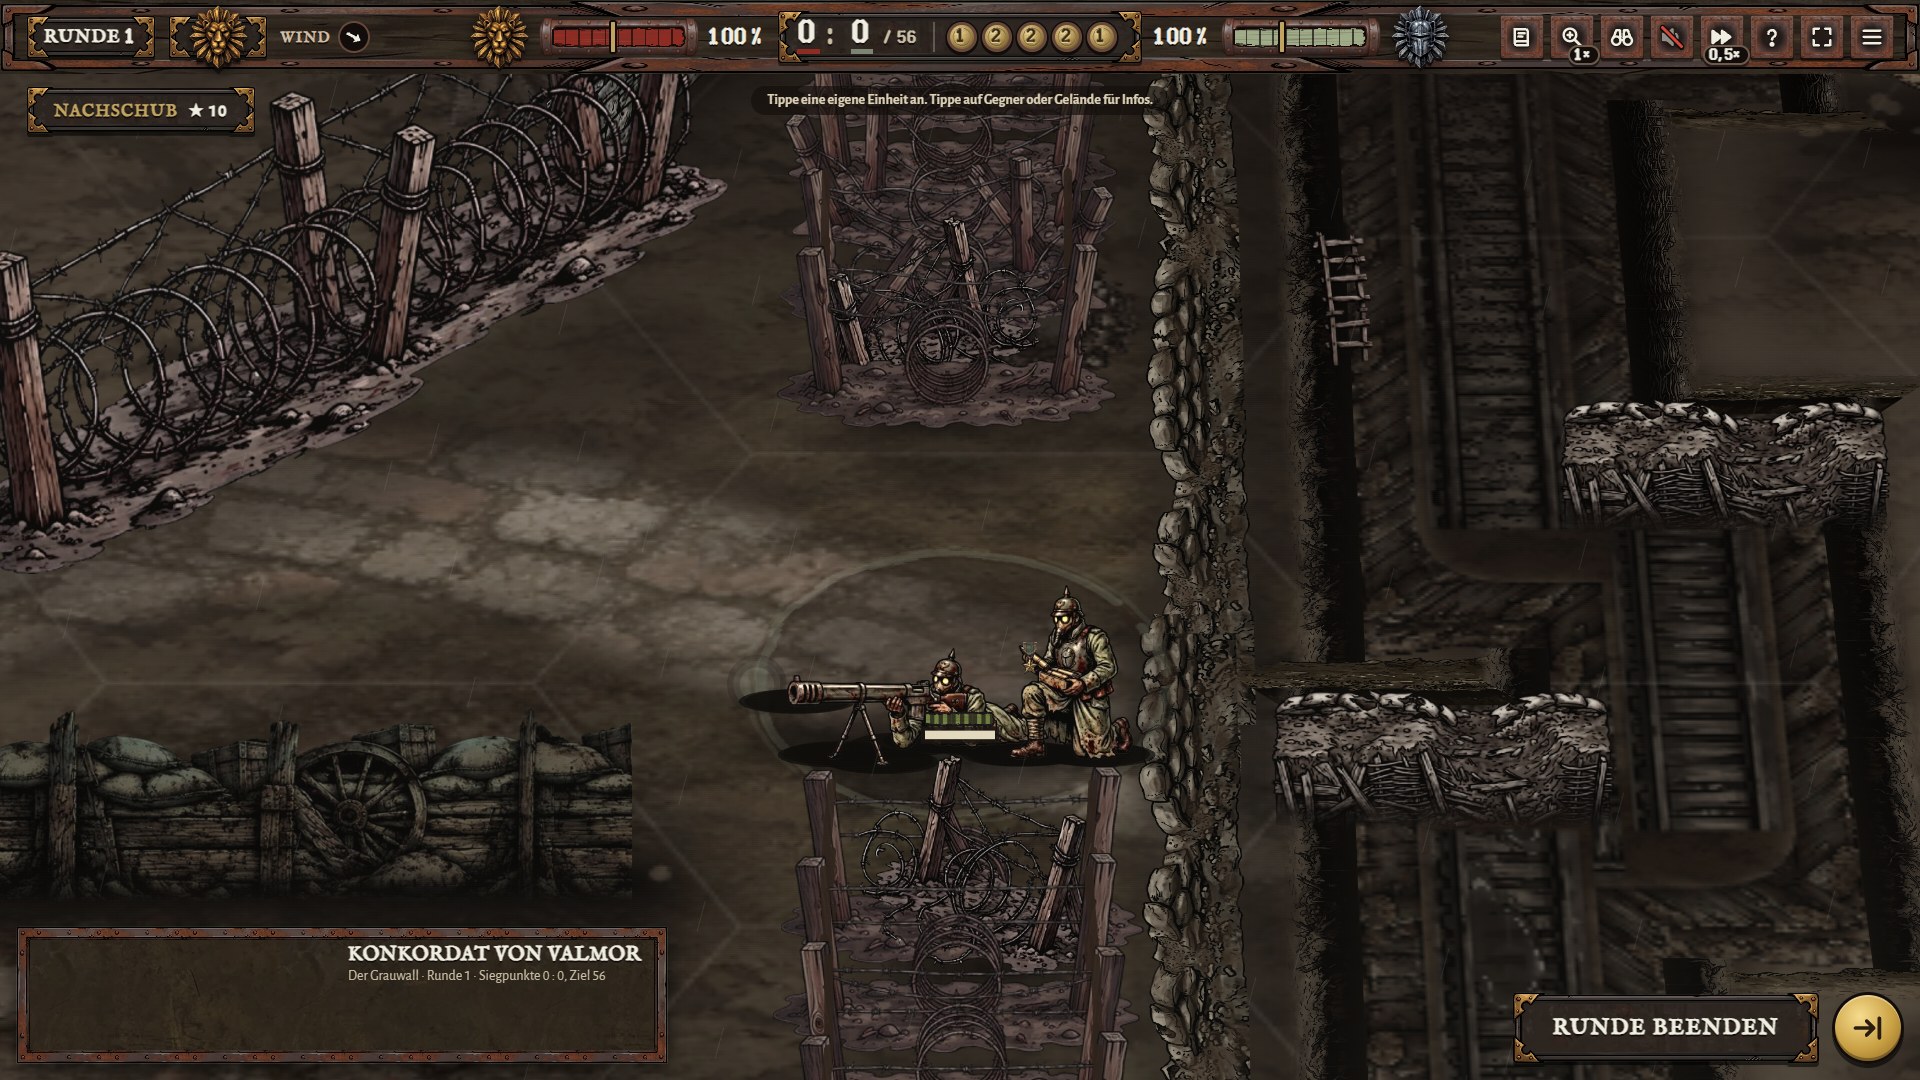 RUNDE 1
WIND
100 %
0 : 0 / 56
1 2 2 2 1
100 %
1×
0,5×
?
NACHSCHUB ★ 10
Tippe eine eigene Einheit an. Tippe auf Gegner oder Gelände für Infos.
KONKORDAT VON VALMOR
Der Grauwall · Runde 1 · Siegpunkte 0 : 0, Ziel 56
RUNDE BEENDEN